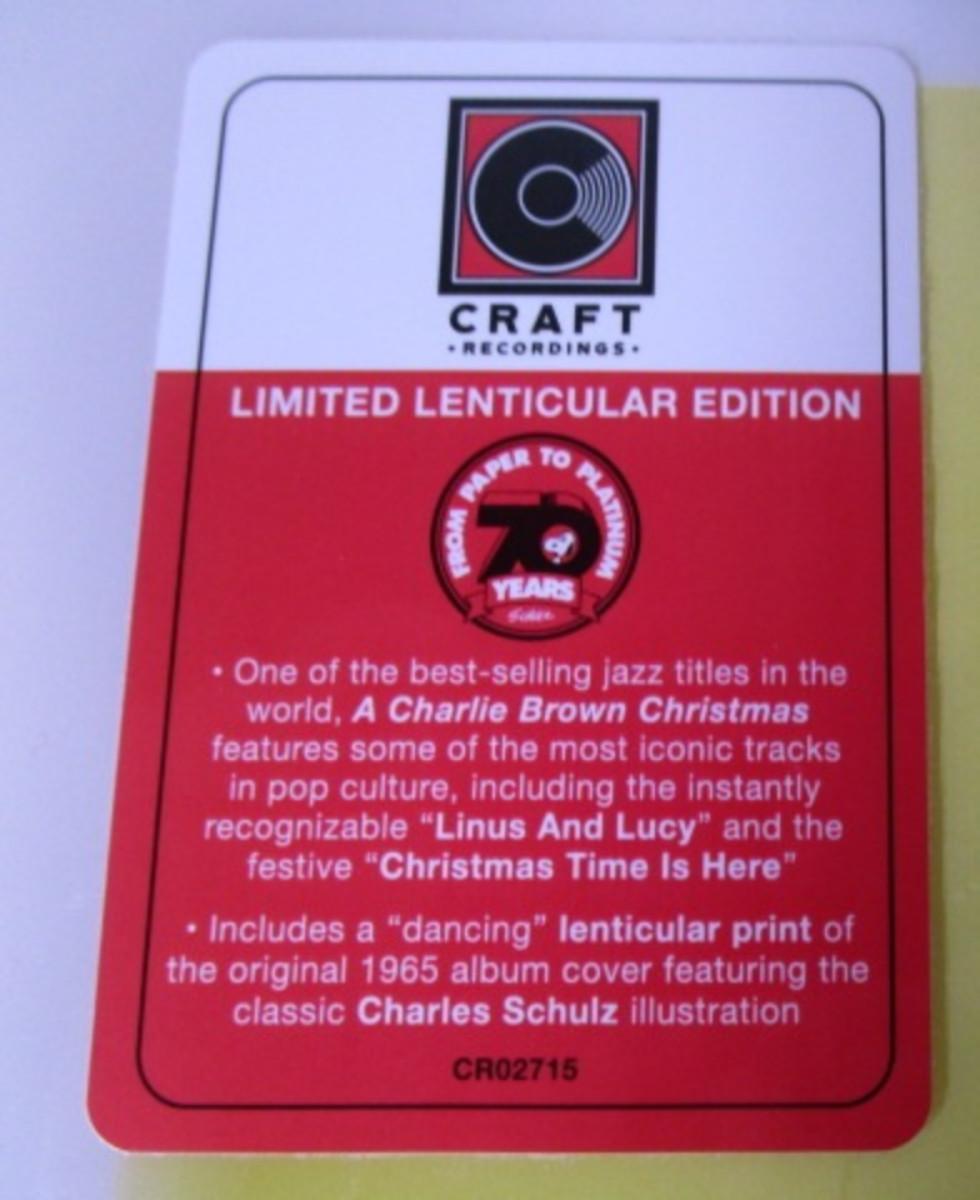 CRAFT
•RECORDINGS•
LIMITED LENTICULAR EDITION
FROM PAPER TO PLATINUM
70
YEARS
• One of the best-selling jazz titles in the
world, A Charlie Brown Christmas
features some of the most iconic tracks
in pop culture, including the instantly
recognizable “Linus And Lucy” and the
festive “Christmas Time Is Here”
• Includes a “dancing” lenticular print of
the original 1965 album cover featuring the
classic Charles Schulz illustration
CR02715